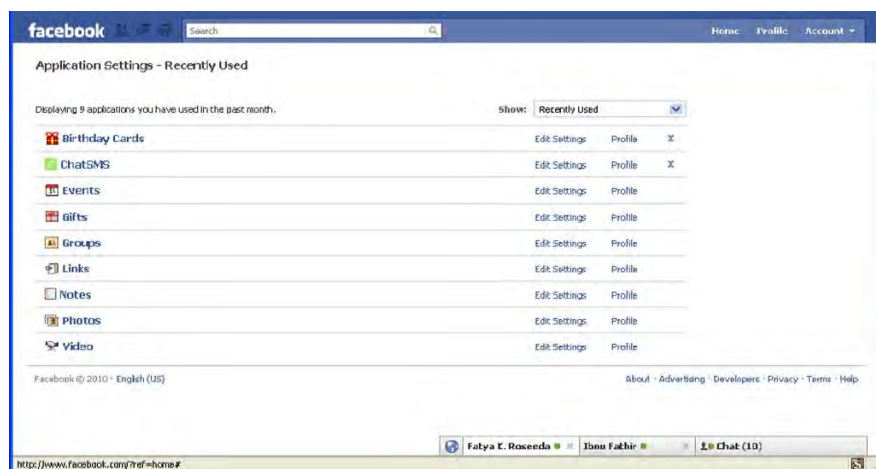 facebook Search Home Profile Account
Application Settings - Recently Used
Displaying 9 applications you have used in the past month. Show: Recently Used
Birthday Cards Edit Settings Profile x
ChatSMS Edit Settings Profile x
Events Edit Settings Profile
Gifts Edit Settings Profile
Groups Edit Settings Profile
Links Edit Settings Profile
Notes Edit Settings Profile
Photos Edit Settings Profile
Video Edit Settings Profile
Facebook © 2010 · English (US) About · Advertising · Developers · Privacy · Terms · Help
Fatya E. Roseeda Ibnu Fathir Chat (10)
http://www.facebook.com/?ref=home#